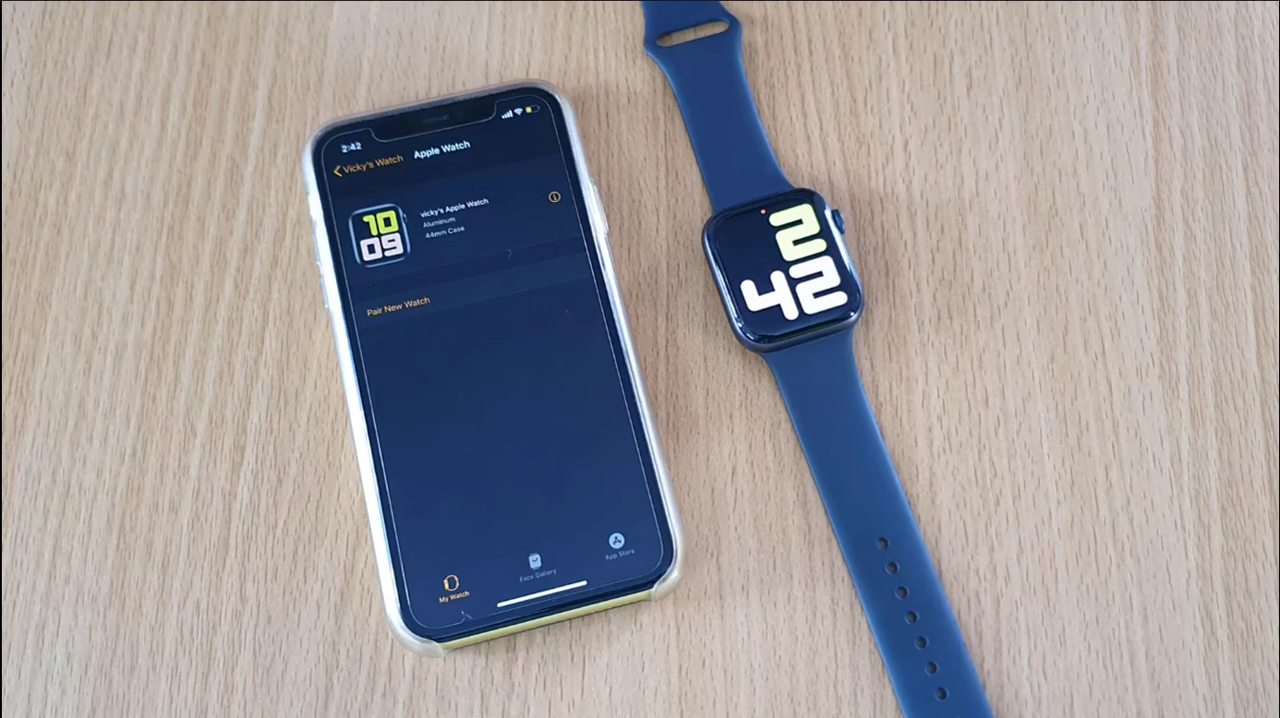 2:42
Vicky's Watch
Apple Watch
10
09
vicky's Apple Watch
Aluminum
44mm Case
Pair New Watch
My Watch
Face Gallery
App Store
2
42